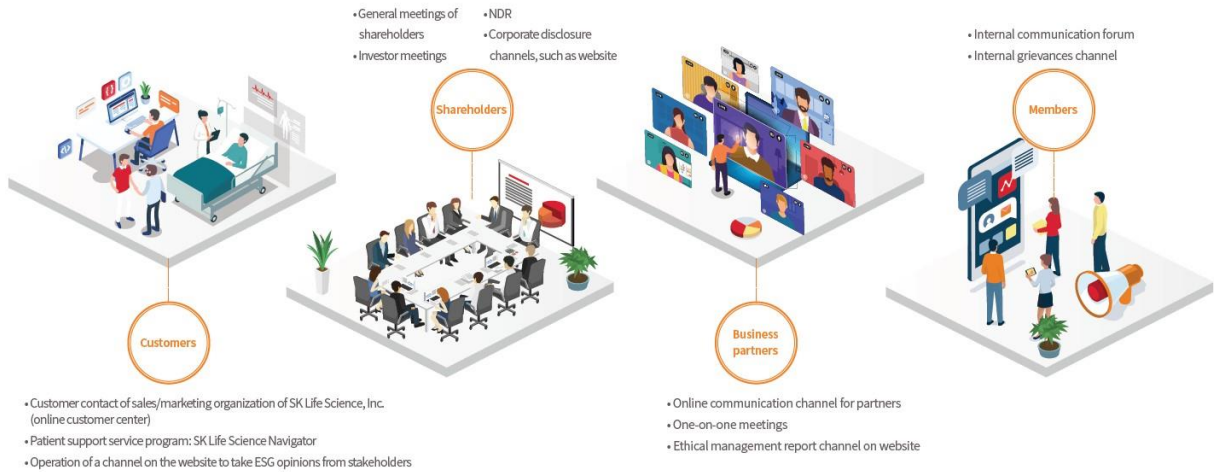 • General meetings of
shareholders
• Investor meetings
• NDR
• Corporate disclosure
channels, such as website
Shareholders
• Internal communication forum
• Internal grievances channel
Members
Customers
• Customer contact of sales/marketing organization of SK Life Science, Inc.
(online customer center)
• Patient support service program: SK Life Science Navigator
• Operation of a channel on the website to take ESG opinions from stakeholders
Business
partners
• Online communication channel for partners
• One-on-one meetings
• Ethical management report channel on website